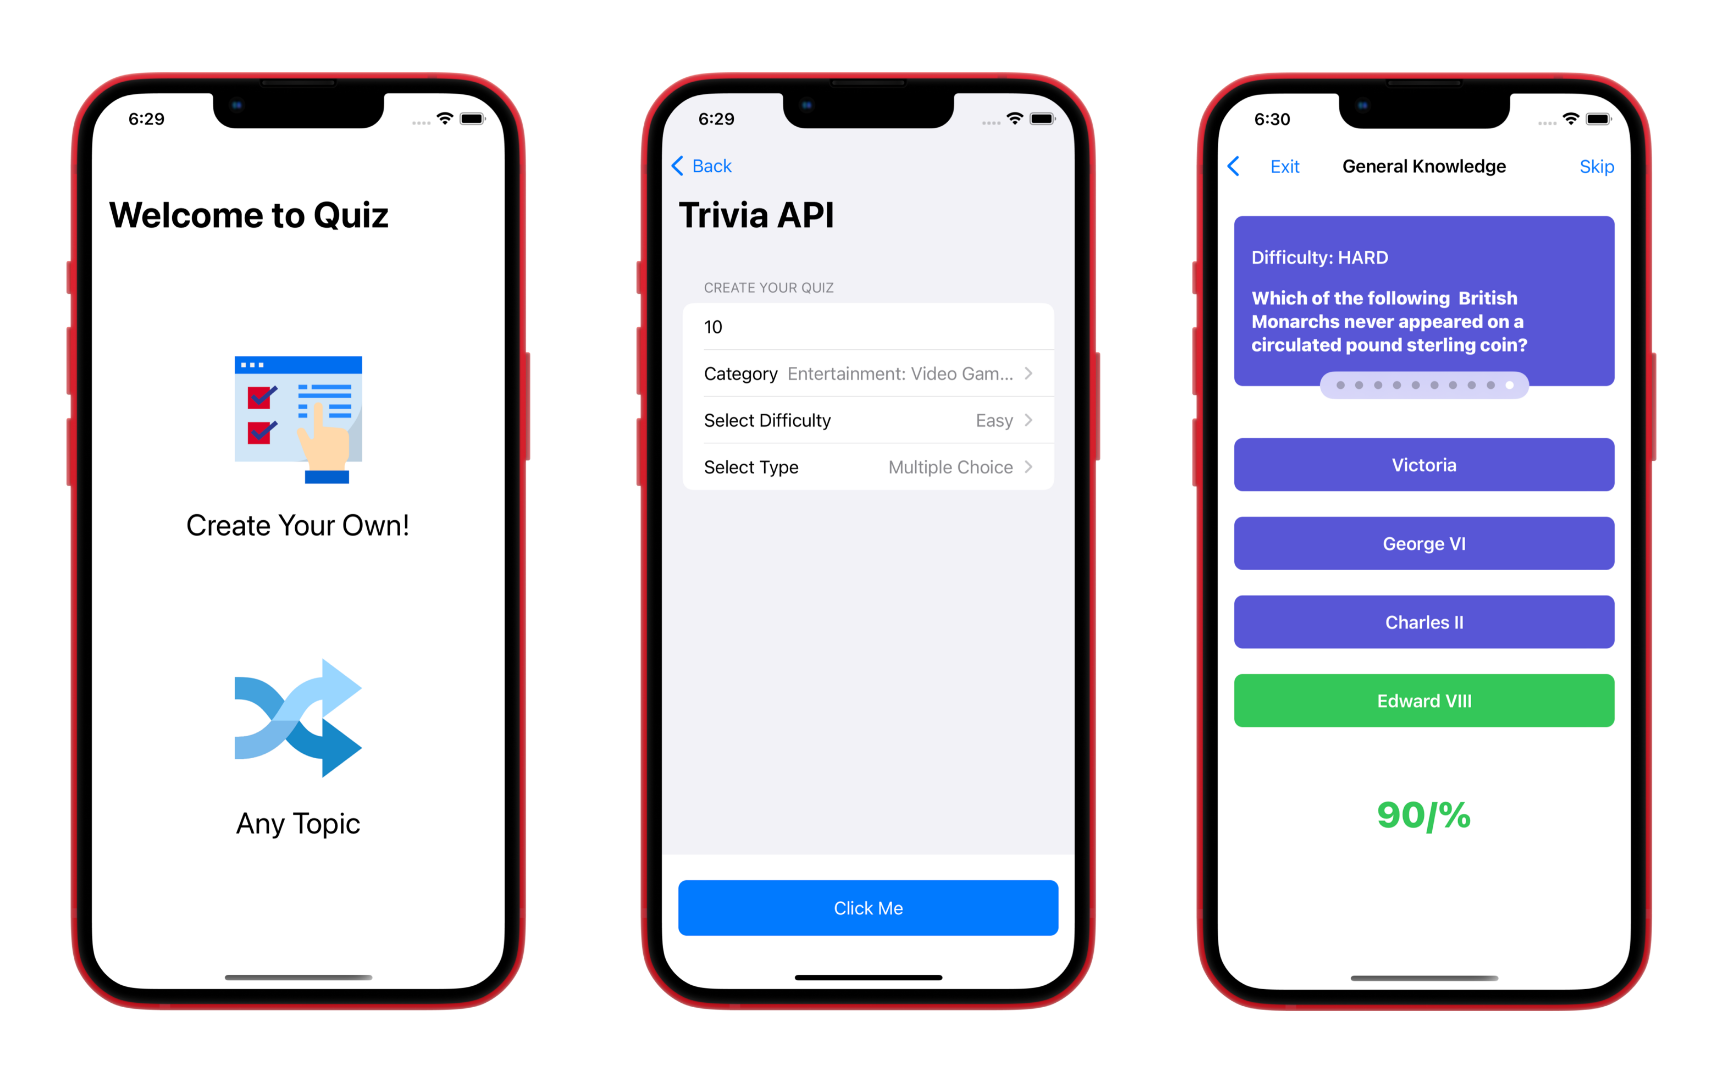 6:29
Welcome to Quiz
Create Your Own!
Any Topic
6:29
Back
Trivia API
CREATE YOUR QUIZ
10
Category Entertainment: Video Gam...
Select Difficulty Easy
Select Type Multiple Choice
Click Me
6:30
Exit General Knowledge Skip
Difficulty: HARD
Which of the following  British
Monarchs never appeared on a
circulated pound sterling coin?
Victoria
George VI
Charles II
Edward VIII
90/%